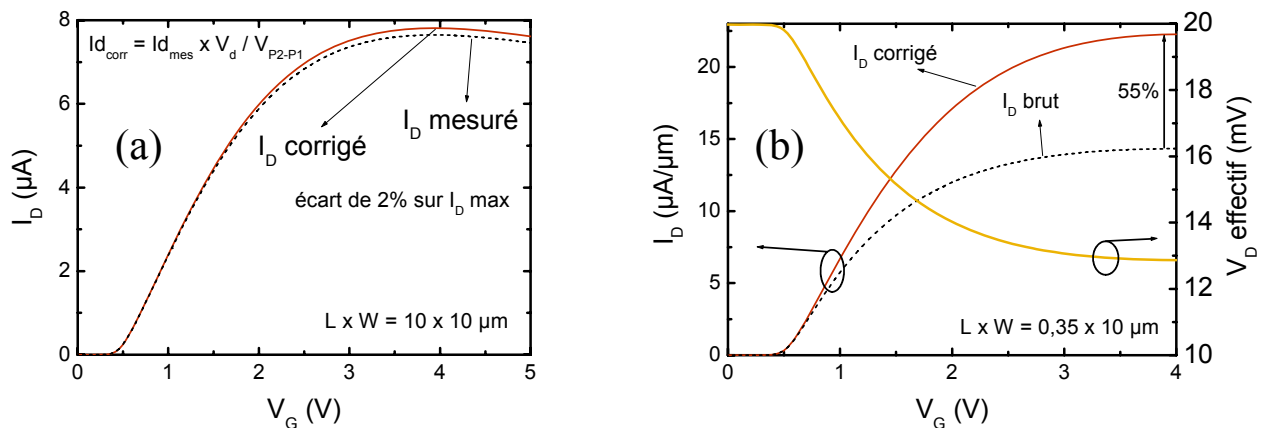 8
6
4
2
0
I_D (µA)
Id_corr = Id_mes x V_d / V_P2-P1
(a)
I_D mesuré
I_D corrigé
écart de 2% sur I_D max
L x W = 10 x 10 µm
0 1 2 3 4 5
V_G (V)
20
15
10
5
0
I_D (µA/µm)
I_D corrigé
I_D brut
55%
(b)
L x W = 0,35 x 10 µm
0 1 2 3 4
V_G (V)
20
18
16
14
12
10
V_D effectif (mV)